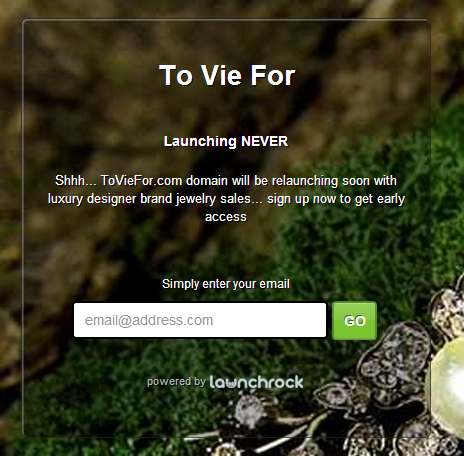 To Vie For
Launching NEVER
Shhh... ToVieFor.com domain will be relaunching soon with
luxury designer brand jewelry sales... sign up now to get early
access
Simply enter your email
email@address.com GO
powered by launchrock